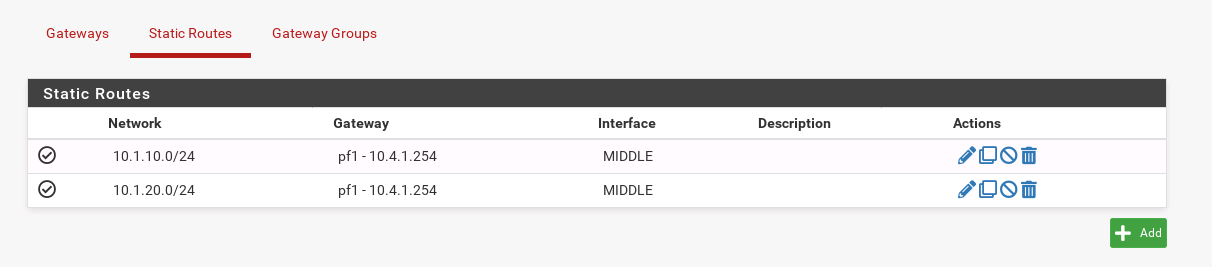 Gateways Static Routes Gateway Groups
Static Routes
Network Gateway Interface Description Actions
10.1.10.0/24 pf1 - 10.4.1.254 MIDDLE
10.1.20.0/24 pf1 - 10.4.1.254 MIDDLE
Add